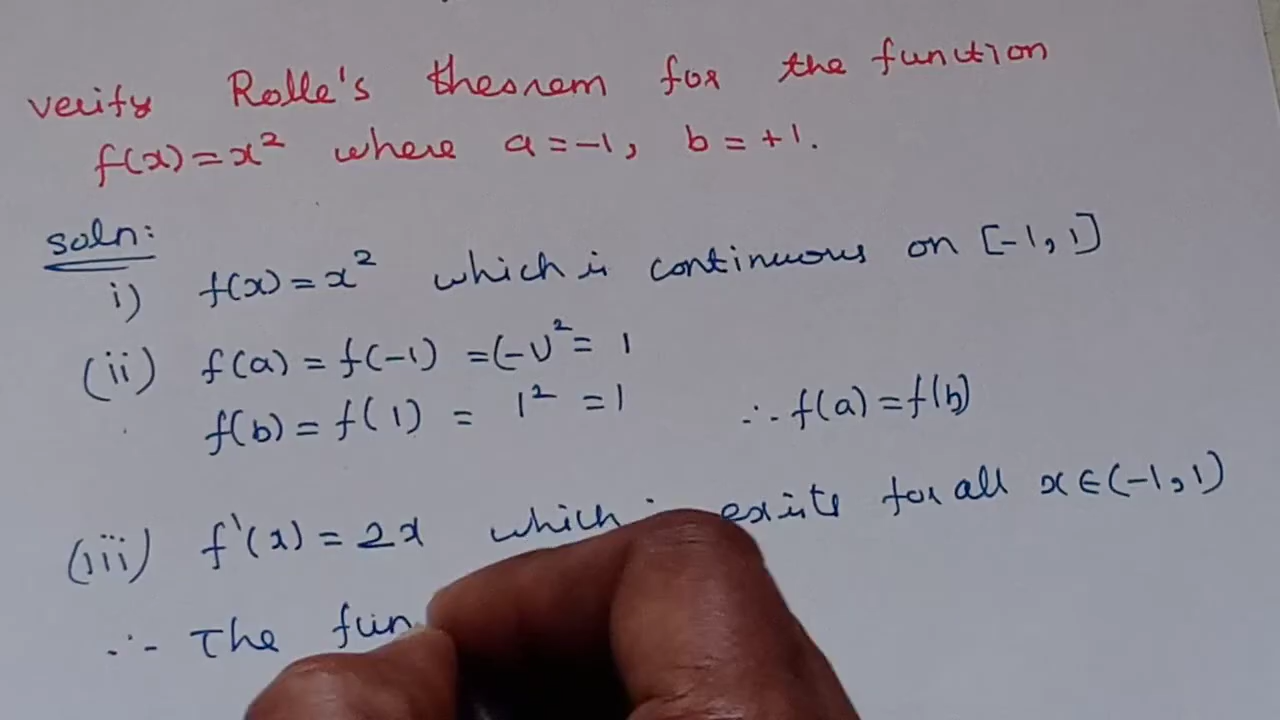 verify Rolle's theorem for the function
f(x) = x² where a = -1, b = +1.
soln:
i) f(x) = x² which is continuous on [-1, 1]
(ii) f(a) = f(-1) = (-1)² = 1
f(b) = f(1) = 1² = 1 ∴ f(a) = f(b)
(iii) f'(x) = 2x which is exists for all x ∈ (-1, 1)
∴ The fun